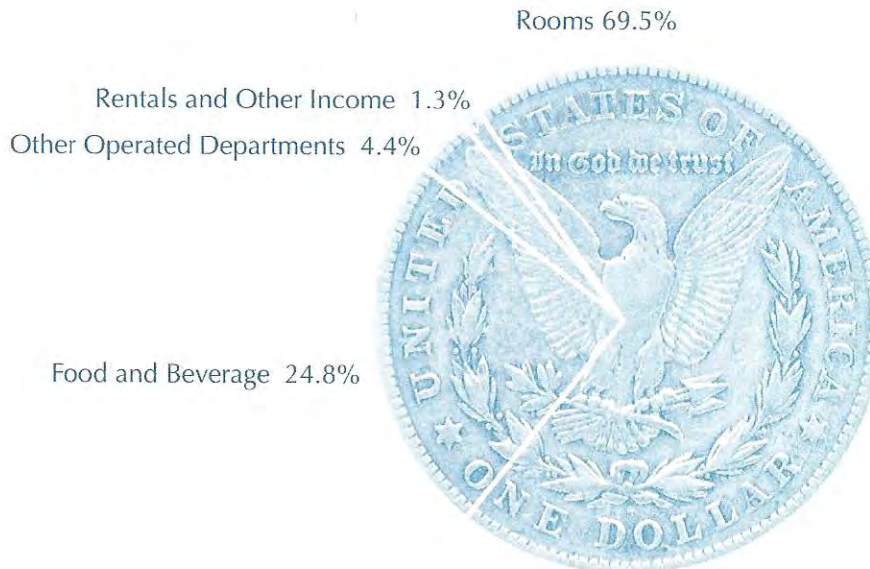 Rooms 69.5%
Rentals and Other Income 1.3%
Other Operated Departments 4.4%
Food and Beverage 24.8%
UNITED STATES OF AMERICA
In God we trust
ONE DOLLAR